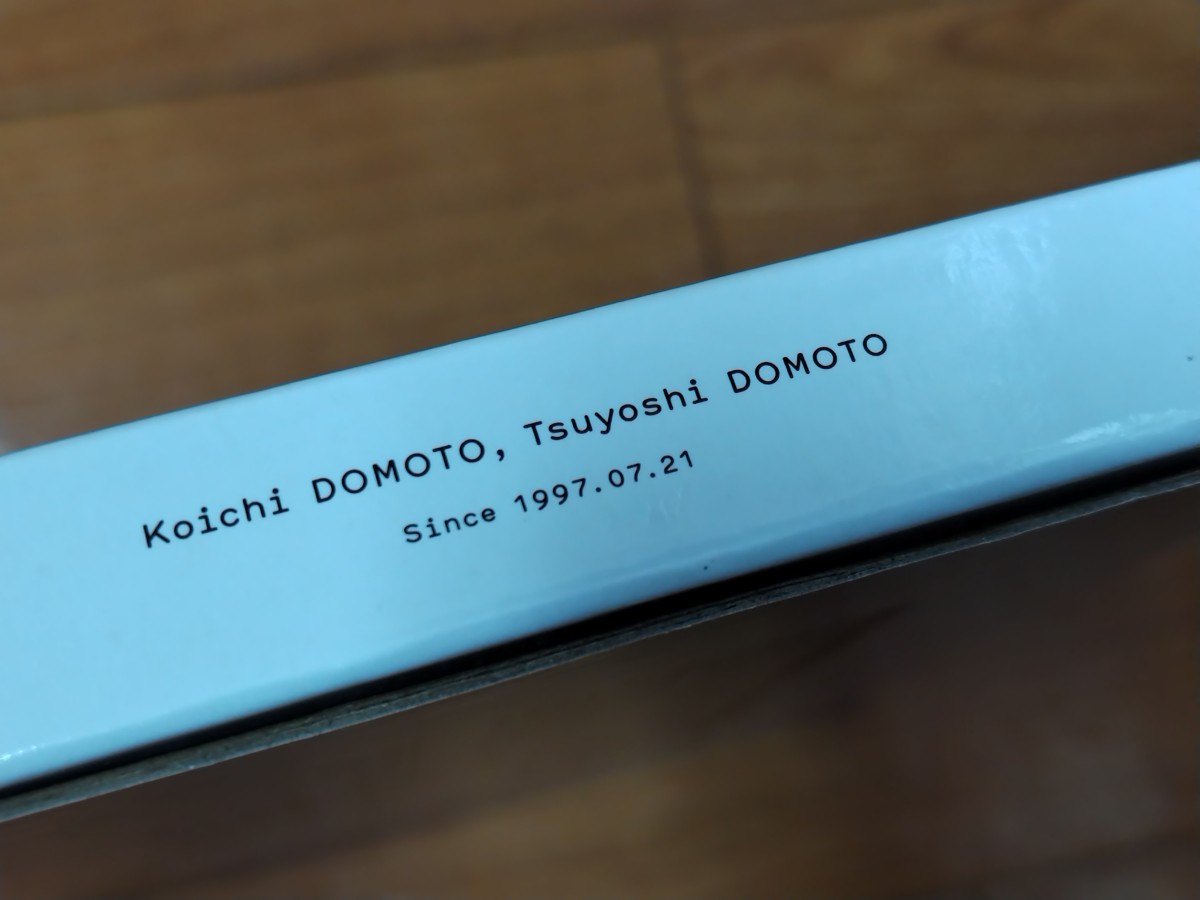 Koichi DOMOTO, Tsuyoshi DOMOTO
Since 1997.07.21